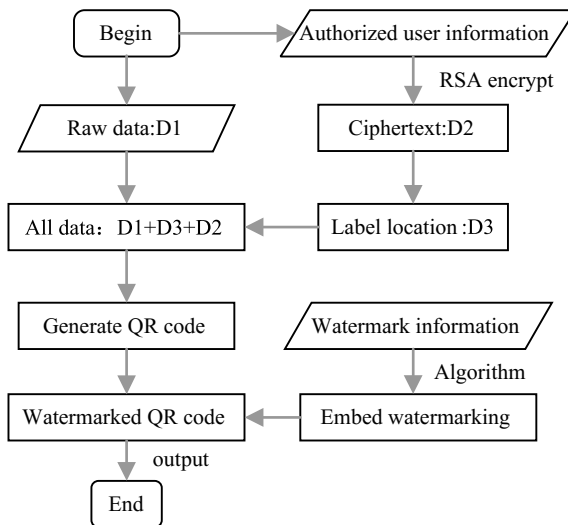 Begin
Authorized user information
RSA encrypt
Raw data:D1
Ciphertext:D2
All data：D1+D3+D2
Label location :D3
Generate QR code
Watermark information
Algorithm
Watermarked QR code
Embed watermarking
output
End